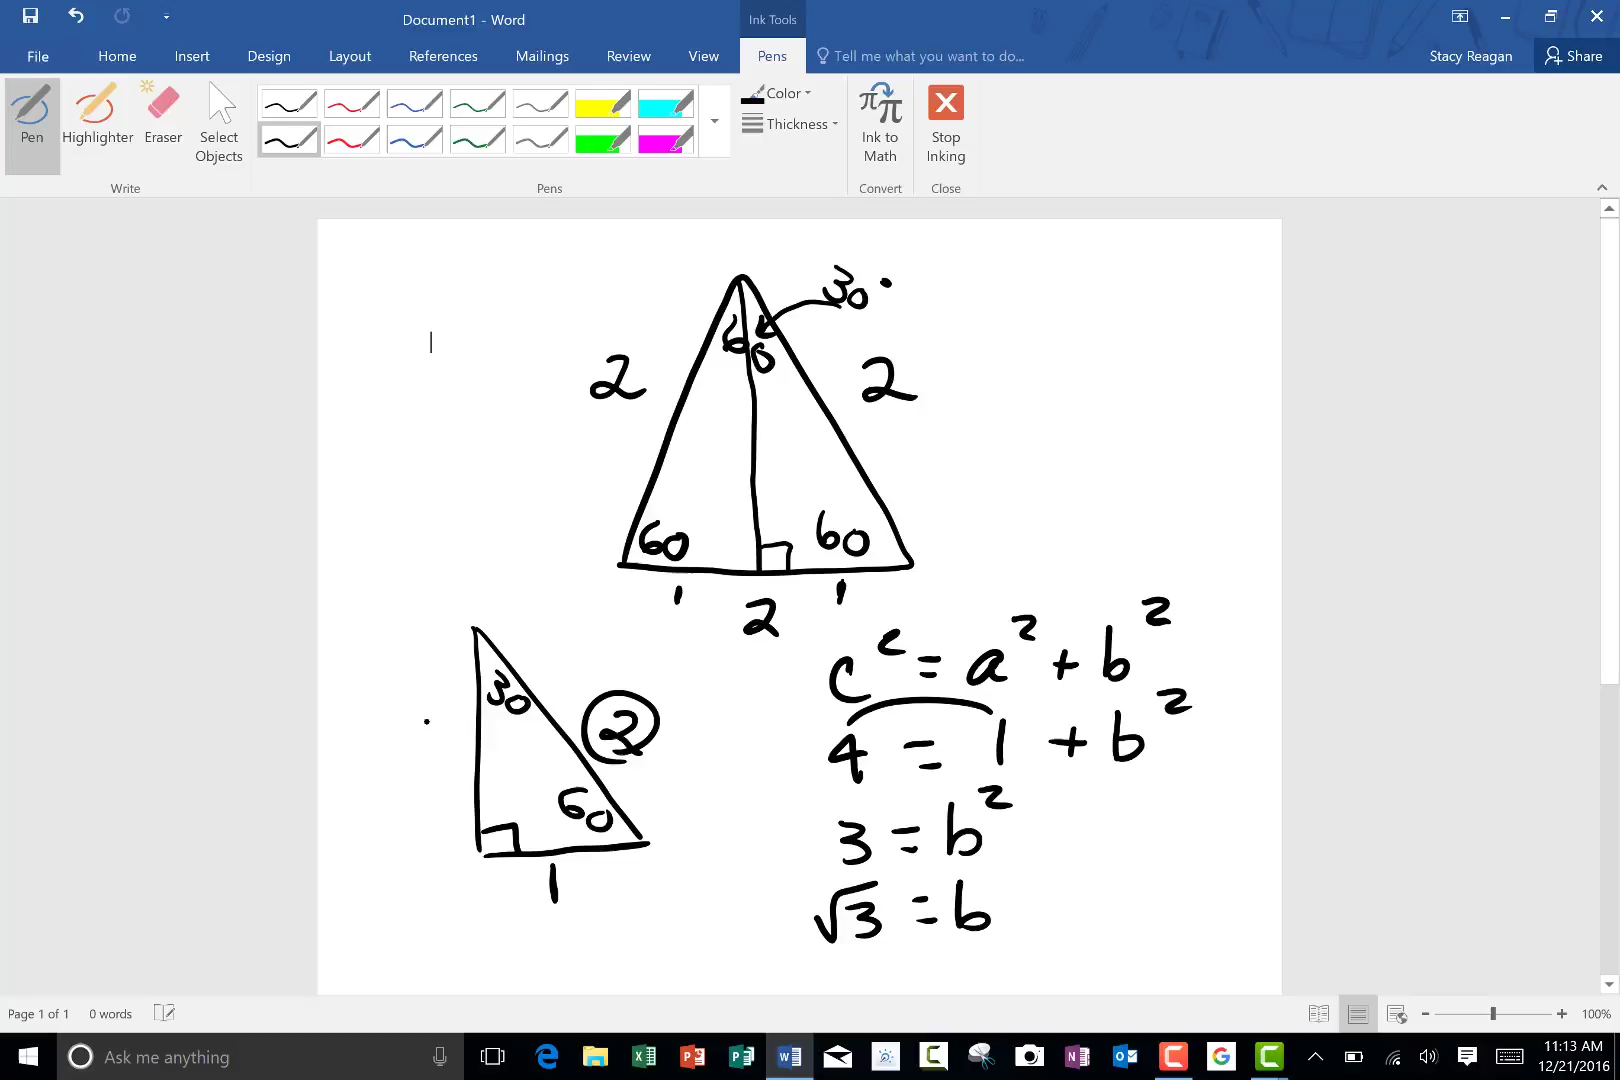 Document1 - Word
Ink Tools
File Home Insert Design Layout References Mailings Review View Pens Tell me what you want to do... Stacy Reagan Share
Pen Highlighter Eraser Select Objects
Color
Thickness
Ink to Math
Stop Inking
Write Pens Convert Close
30°
60
2 2
60 60
1 1
2
c² = a² + b²
30 2
4 = 1 + b²
60
3 = b²
1
√3 = b
Page 1 of 1 0 words 100%
Ask me anything
11:13 AM
12/21/2016